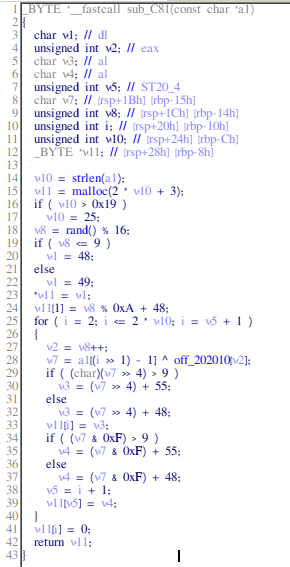 1 _BYTE *__fastcall sub_C81(const char *a1)
2 {
3 char v1; // dl
4 unsigned int v2; // eax
5 char v3; // al
6 char v4; // al
7 unsigned int v5; // ST20_4
8 char v7; // [rsp+1Bh] [rbp-15h]
9 unsigned int v8; // [rsp+1Ch] [rbp-14h]
10 unsigned int i; // [rsp+20h] [rbp-10h]
11 unsigned int v10; // [rsp+24h] [rbp-Ch]
12 _BYTE *v11; // [rsp+28h] [rbp-8h]
13
14 v10 = strlen(a1);
15 v11 = malloc(2 * v10 + 3);
16 if ( v10 > 0x19 )
17 v10 = 25;
18 v8 = rand() % 16;
19 if ( v8 <= 9 )
20 v1 = 48;
21 else
22 v1 = 49;
23 *v11 = v1;
24 v11[1] = v8 % 0xA + 48;
25 for ( i = 2; i <= 2 * v10; i = v5 + 1 )
26 {
27 v2 = v8++;
28 v7 = a1[(i >> 1) - 1] ^ off_202010[v2];
29 if ( (char)(v7 >> 4) > 9 )
30 v3 = (v7 >> 4) + 55;
31 else
32 v3 = (v7 >> 4) + 48;
33 v11[i] = v3;
34 if ( (v7 & 0xF) > 9 )
35 v4 = (v7 & 0xF) + 55;
36 else
37 v4 = (v7 & 0xF) + 48;
38 v5 = i + 1;
39 v11[v5] = v4;
40 }
41 v11[i] = 0;
42 return v11;
43 }